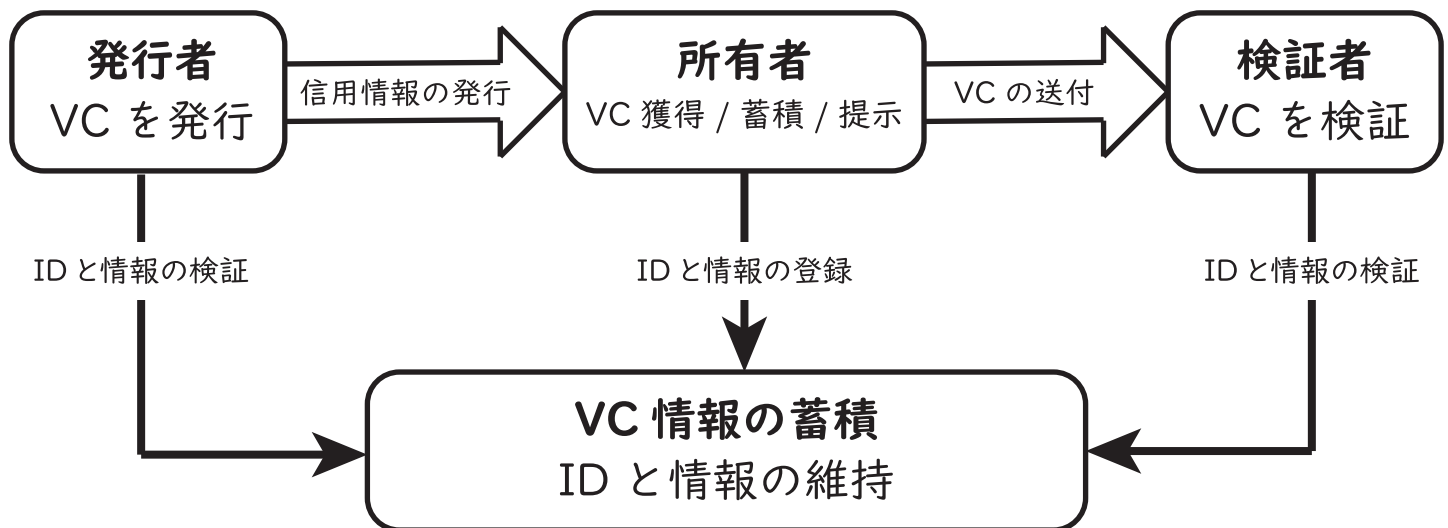 発行者
VC を発行
信用情報の発行
所有者
VC 獲得 / 蓄積 / 提示
VC の送付
検証者
VC を検証
ID と情報の検証
ID と情報の登録
ID と情報の検証
VC 情報の蓄積
ID と情報の維持